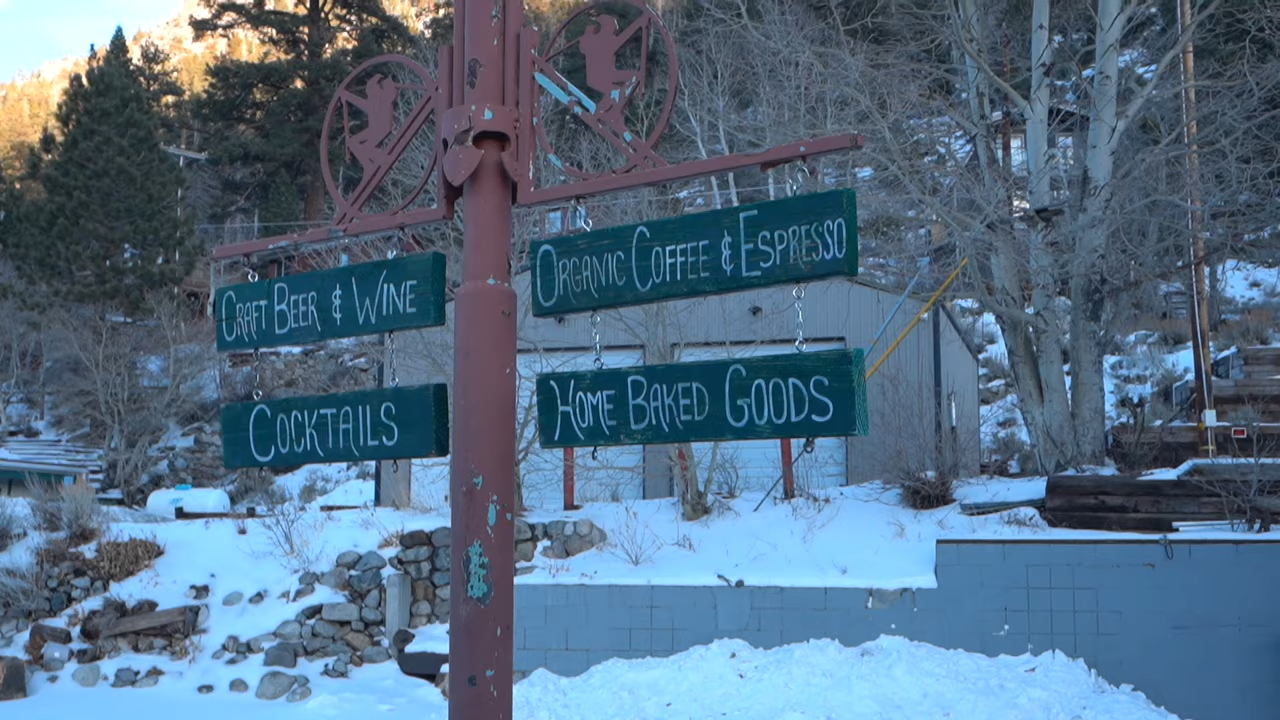 CRAFT BEER & WINE
COCKTAILS
ORGANIC COFFEE & ESPRESSO
HOME BAKED GOODS